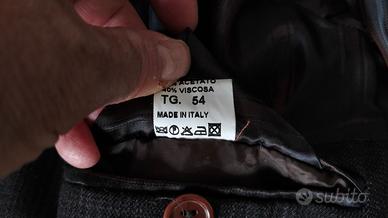 ACETATO
40% VISCOSA
TG. 54
MADE IN ITALY
subito